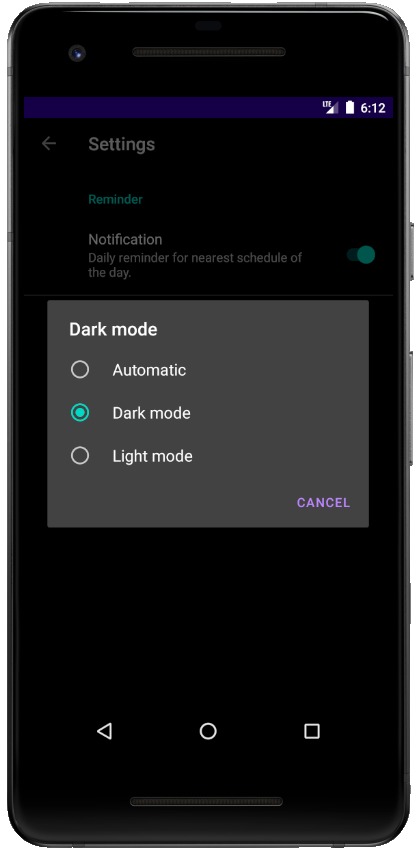 LTE 6:12
Settings
Reminder
Notification
Daily reminder for nearest schedule of
the day.
Dark mode
Automatic
Dark mode
Light mode
CANCEL